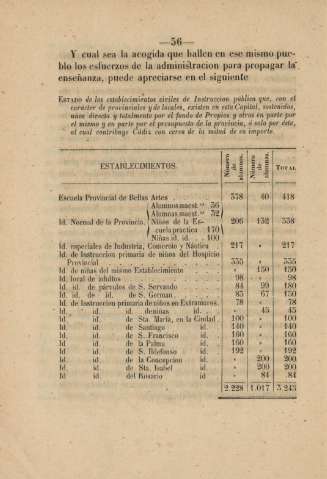 —56—
Y cual sea la acogida que hallen en ese mismo pue-
blo los esfuerzos de la administracion para propagar la
enseñanza, puede apreciarse en el siguiente
ESTADO de los establecimientos civiles de Instruccion pública que, con el
carácter de provinciales y de locales, existen en esta Capital, sostenidos,
unos directa y totalmente por el fondo de Propios y otros en parte por
el mismo y en parte por el presupuesto de la provincia, ó solo por éste,
al cual contribuye Cádiz con cerca de la mitad de su importe.
ESTABLECIMIENTOS. Número de alumnos. Número de alumnas. TOTAL
Escuela Provincial de Bellas Artes 378 40 418
Alumnos maest.os 56
Alumnas maest.as 32
Id. Normal de la Provincia. Niños de la Es- 206 132 338
cuela práctica 150
Niñas id. id. 100
Id. especiales de Industria, Comercio y Náutica 217 » 217
Id. de Instruccion primaria de niños del Hospicio
Provincial 335 » 335
Id. de niñas del mismo Establecimiento » 150 150
Id. local de adultos 98 » 98
Id. id. de párvulos de S. Servando 84 99 180
Id. id. de id. de S. German 85 67 150
Id. de Instruccion primaria de niños en Extramuros 78 » 78
Id. id. id. de niñas id. » 45 45
Id. id. de Sta. María, en la Ciudad 100 » 100
Id. id. de Santiago id. 140 » 140
Id. id. de S. Francisco id. 160 » 160
Id. id. de la Palma id. 160 » 160
Id. id. de S. Ildefonso id. 192 » 192
Id. id. de la Concepcion id. » 200 200
Id. id. de Sta. Isabel id. » 200 200
Id. id. del Rosario id. » 84 84
2.228 1.017 3.245